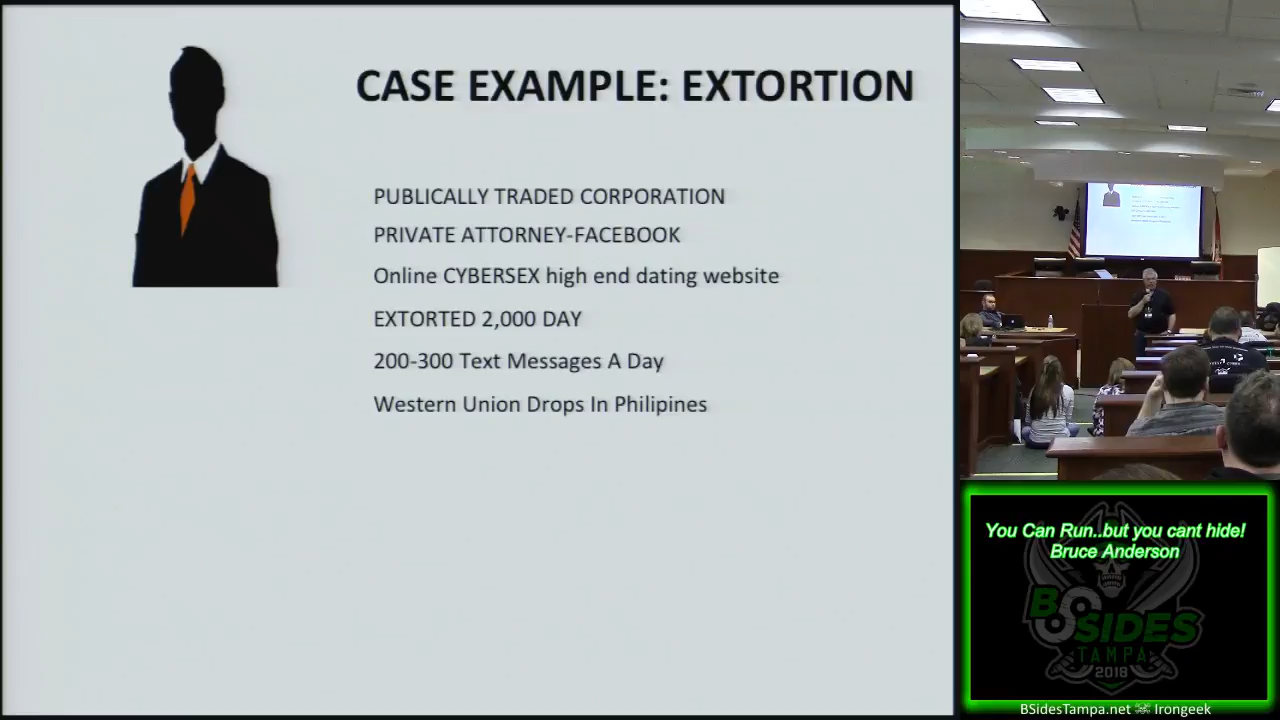 CASE EXAMPLE: EXTORTION
PUBLICALLY TRADED CORPORATION
PRIVATE ATTORNEY-FACEBOOK
Online CYBERSEX high end dating website
EXTORTED 2,000 DAY
200-300 Text Messages A Day
Western Union Drops In Philipines
You Can Run..but you cant hide!
Bruce Anderson
B SIDES
TAMPA
2018
BSidesTampa.net Irongeek